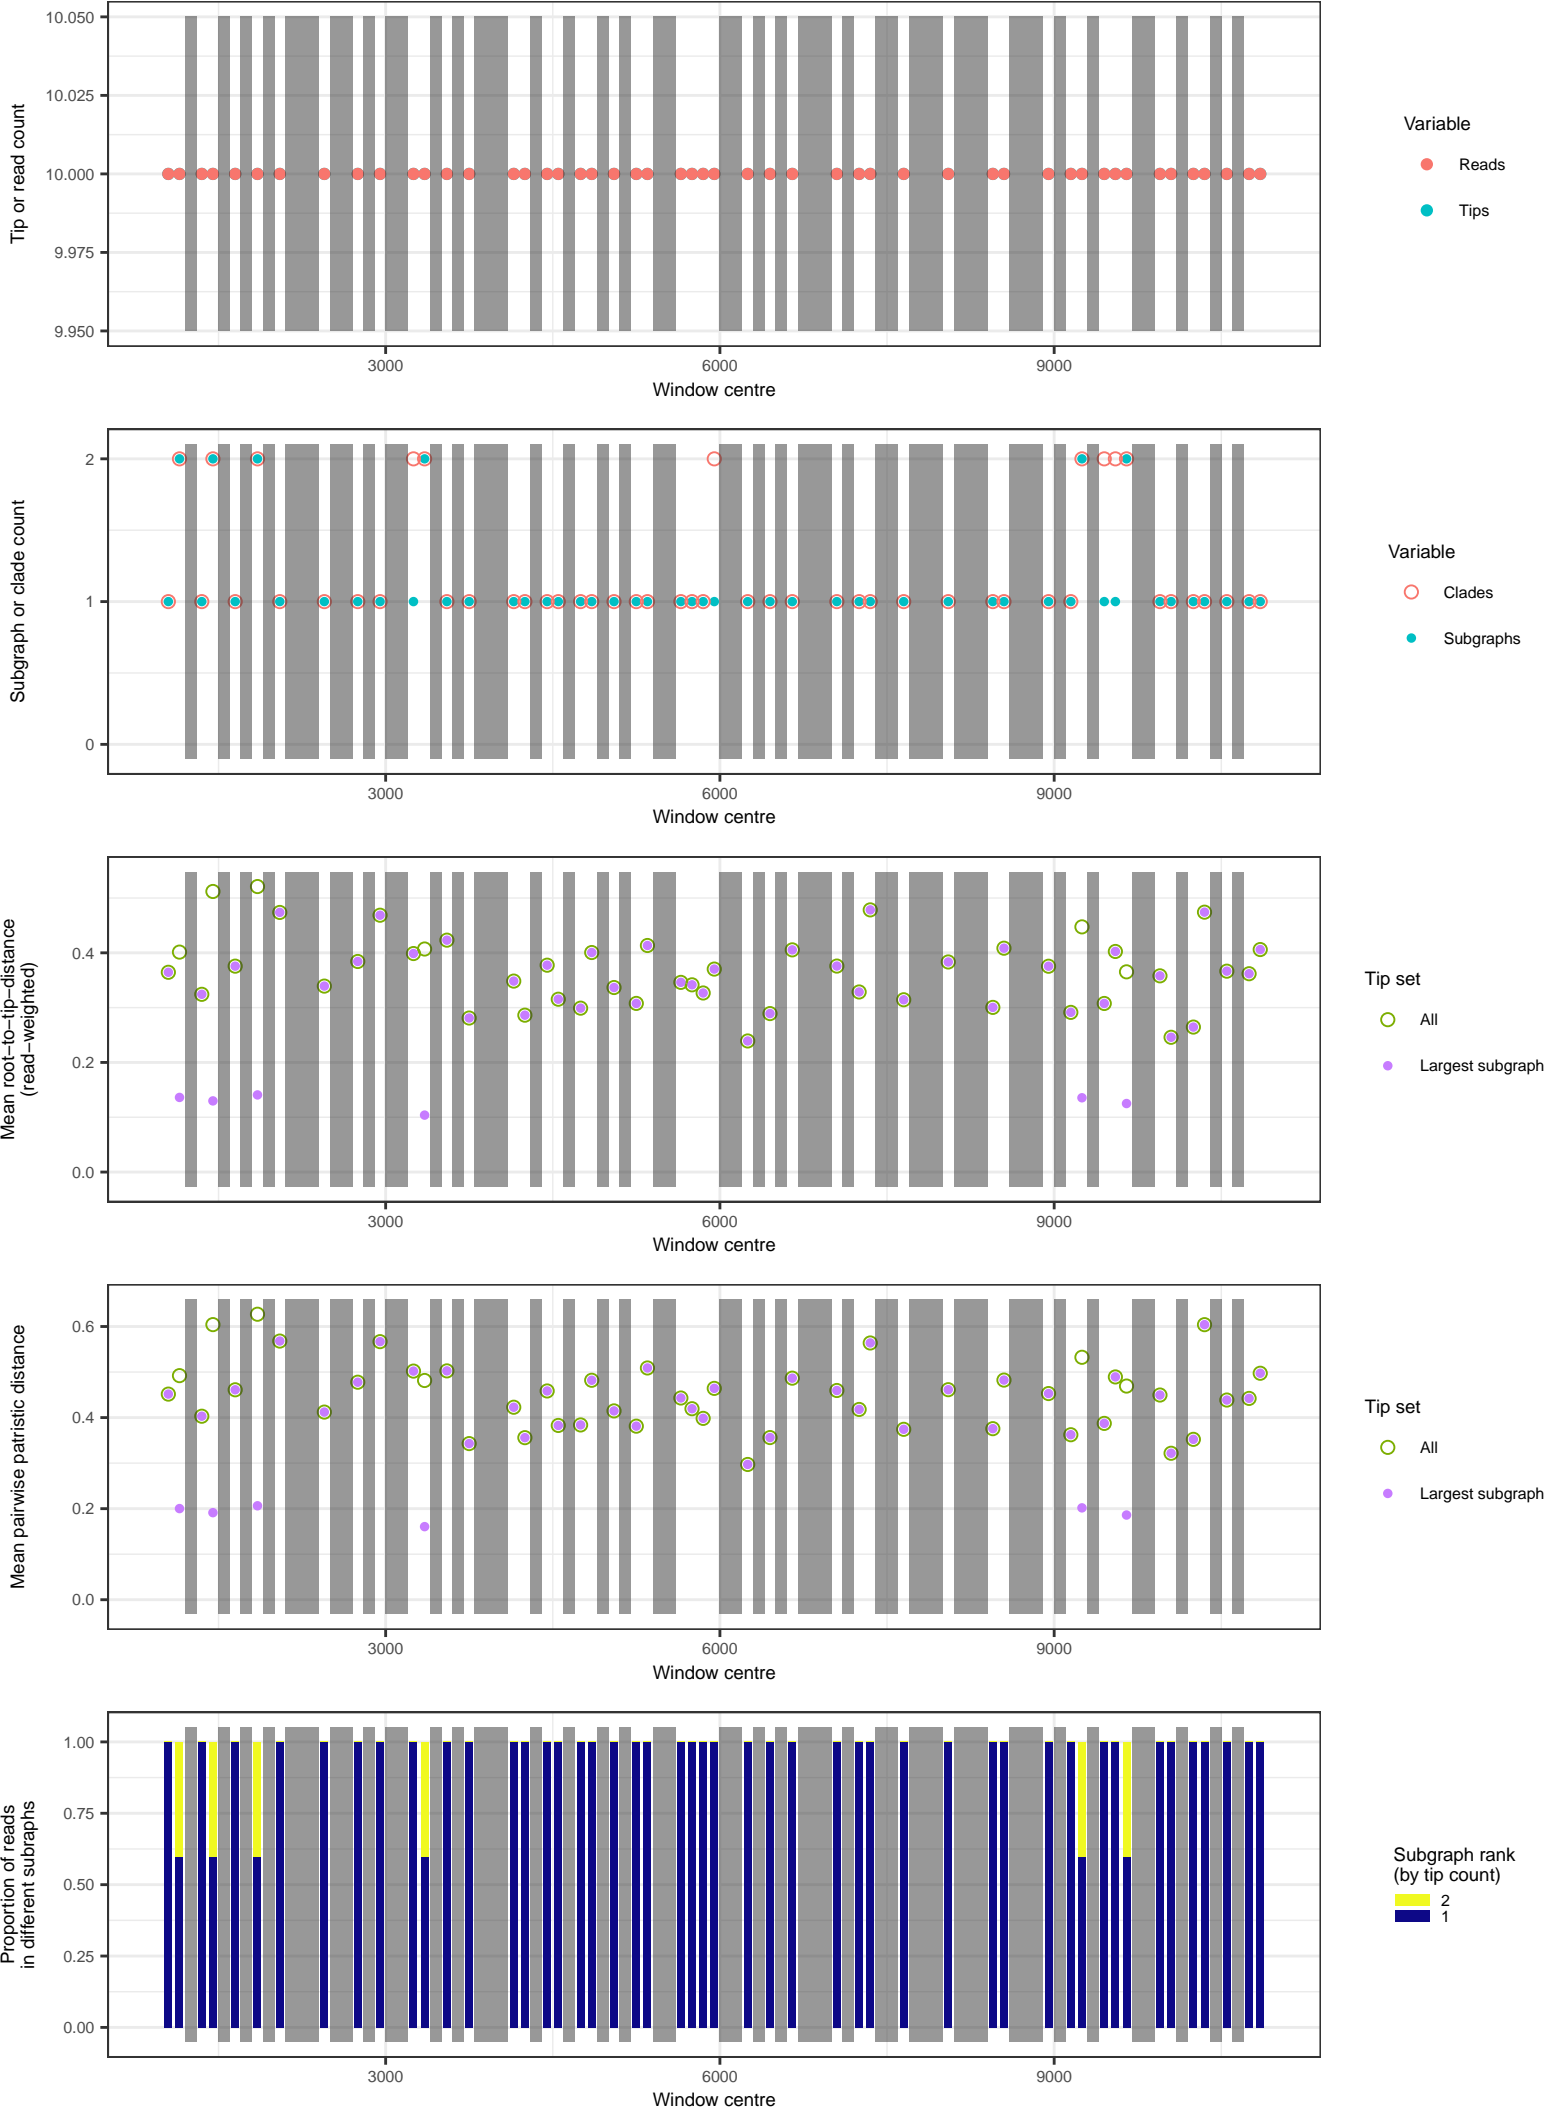 10.050
10.025
10.000
9.975
9.950
Tip or read count
3000
6000
9000
Window centre
Variable
Reads
Tips
2
1
0
Subgraph or clade count
3000
6000
9000
Window centre
Variable
Clades
Subgraphs
0.4
0.2
0.0
Mean root−to−tip−distance
(read−weighted)
3000
6000
9000
Window centre
Tip set
All
Largest subgraph
0.6
0.4
0.2
0.0
Mean pairwise patristic distance
3000
6000
9000
Window centre
Tip set
All
Largest subgraph
1.00
0.75
0.50
0.25
0.00
Proportion of reads
in different subraphs
3000
6000
9000
Window centre
Subgraph rank
(by tip count)
2
1